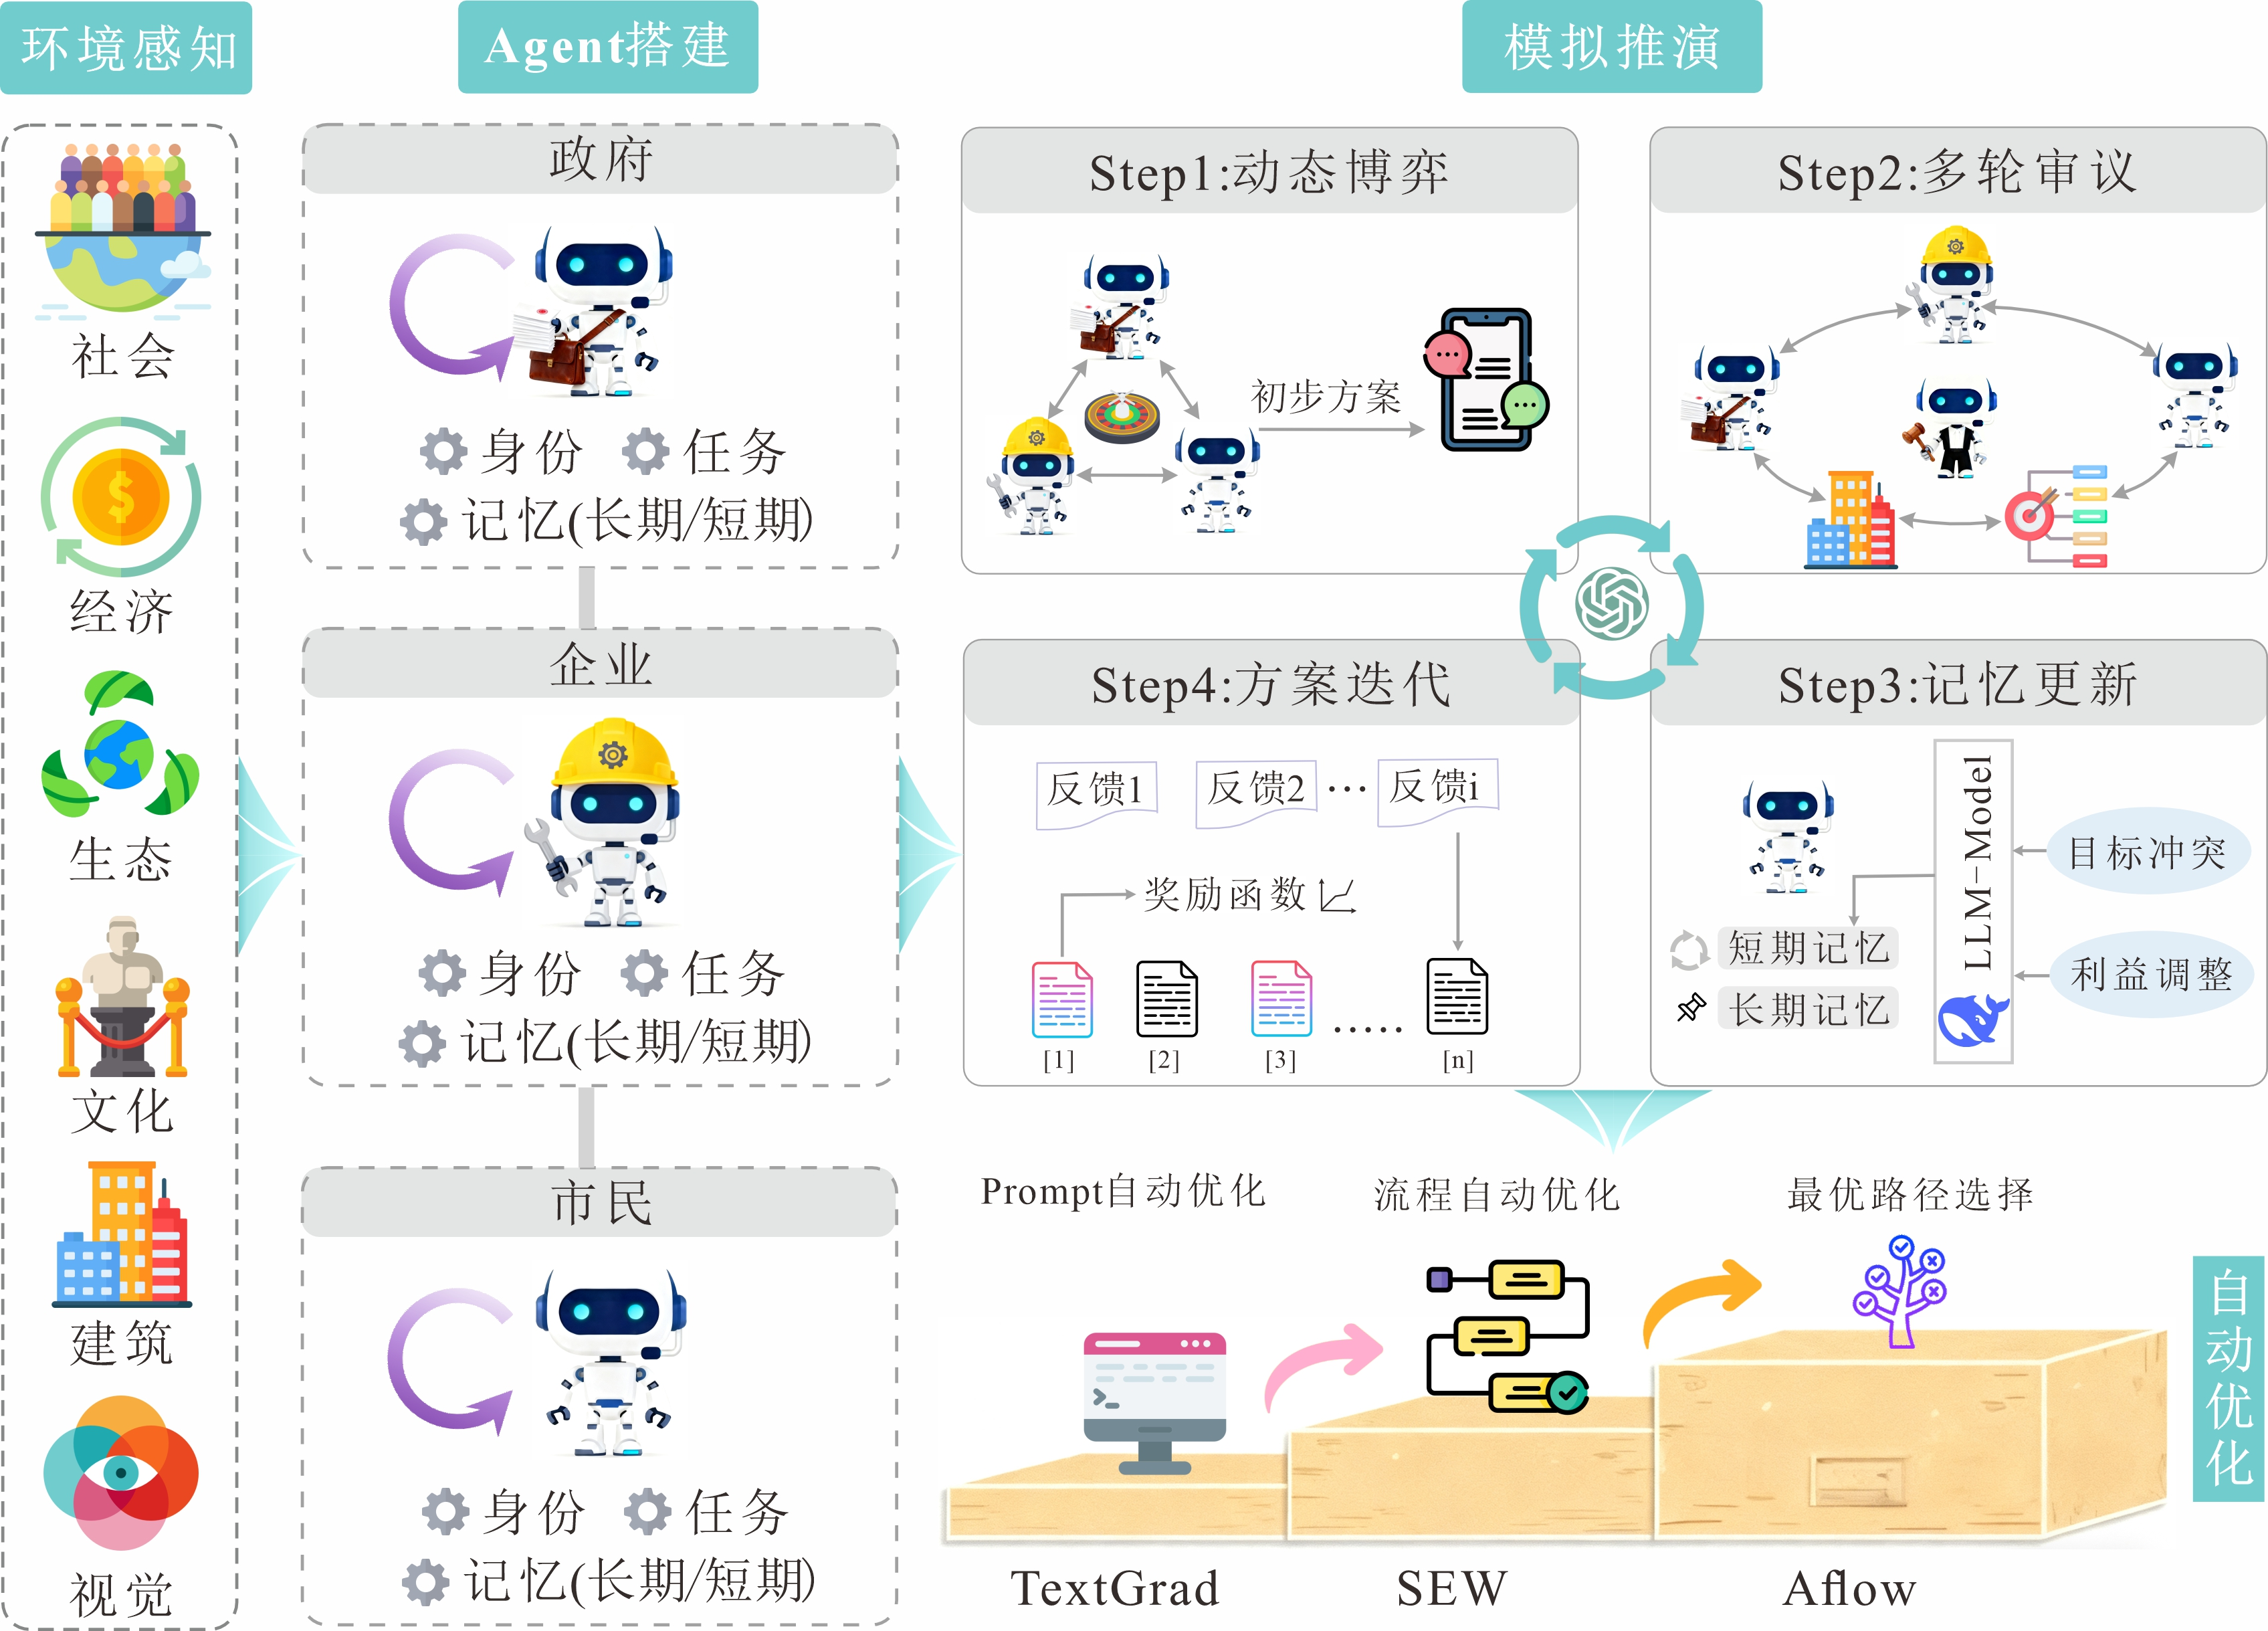 环境感知
社会
经济
生态
文化
建筑
视觉
Agent搭建
政府
身份 任务
记忆(长期/短期)
企业
身份 任务
记忆(长期/短期)
市民
身份 任务
记忆(长期/短期)
模拟推演
Step1:动态博弈
初步方案
Step2:多轮审议
Step3:记忆更新
LLM-Model
目标冲突
利益调整
短期记忆
长期记忆
Step4:方案迭代
反馈1 反馈2 ··· 反馈i
奖励函数
[1] [2] [3] ····· [n]
自动优化
Prompt自动优化
流程自动优化
最优路径选择
TextGrad
SEW
Aflow